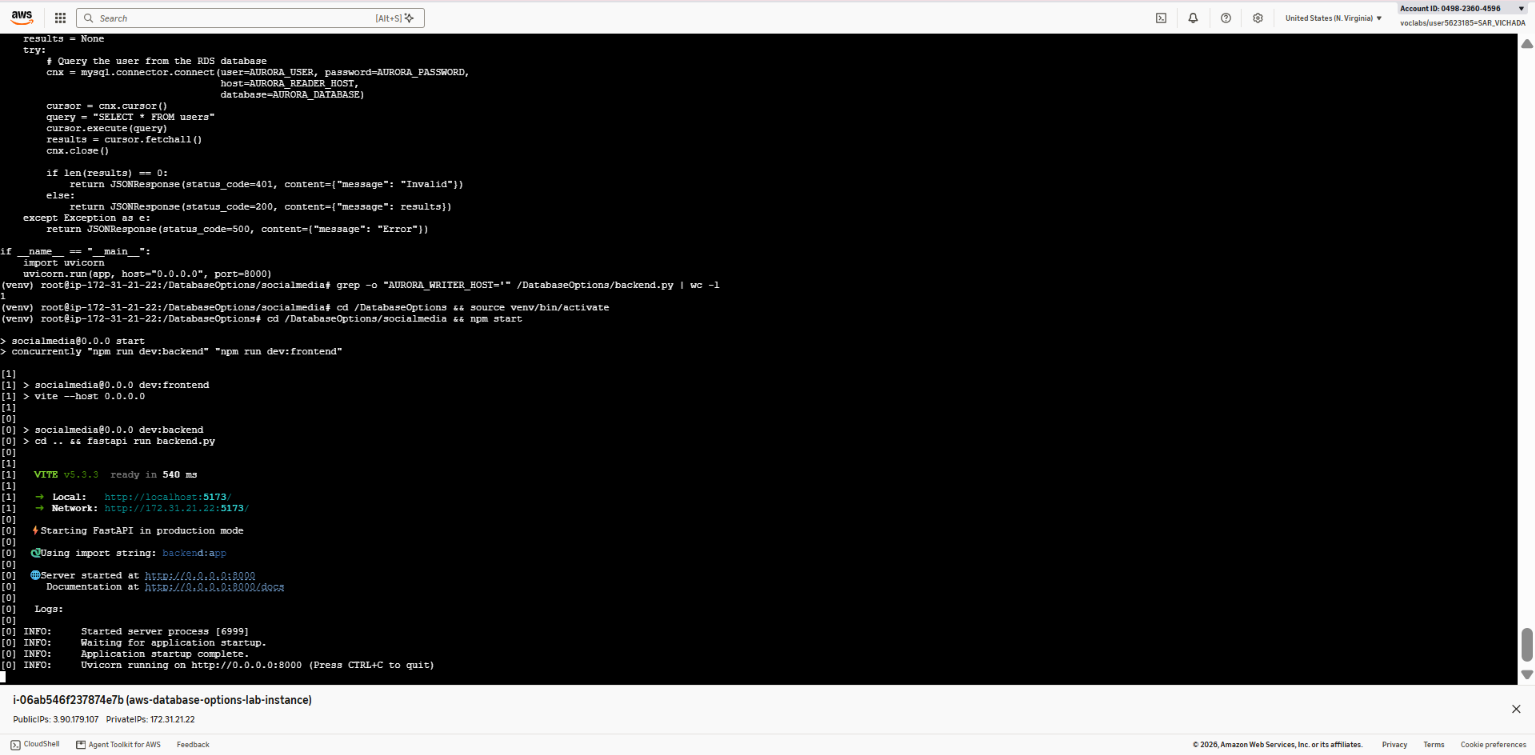 aws
Search
[Alt+S]
United States (N. Virginia)
Account ID: 0498-2360-4596
voclabs/user5623185=SAR_VICHADA
    results = None
    try:
        # Query the user from the RDS database
        cnx = mysql.connector.connect(user=AURORA_USER, password=AURORA_PASSWORD,
                                      host=AURORA_READER_HOST,
                                      database=AURORA_DATABASE)
        cursor = cnx.cursor()
        query = "SELECT * FROM users"
        cursor.execute(query)
        results = cursor.fetchall()
        cnx.close()
        if len(results) == 0:
            return JSONResponse(status_code=401, content={"message": "Invalid"})
        else:
            return JSONResponse(status_code=200, content={"message": results})
    except Exception as e:
        return JSONResponse(status_code=500, content={"message": "Error"})
if __name__ == "__main__":
    import uvicorn
    uvicorn.run(app, host="0.0.0.0", port=8000)
(venv) root@ip-172-31-21-22:/DatabaseOptions/socialmedia# grep -o "AURORA_WRITER_HOST='" /DatabaseOptions/backend.py | wc -l
1
(venv) root@ip-172-31-21-22:/DatabaseOptions/socialmedia# cd /DatabaseOptions && source venv/bin/activate
(venv) root@ip-172-31-21-22:/DatabaseOptions# cd /DatabaseOptions/socialmedia && npm start
> socialmedia@0.0.0 start
> concurrently "npm run dev:backend" "npm run dev:frontend"
[1]
[1] > socialmedia@0.0.0 dev:frontend
[1] > vite --host 0.0.0.0
[1]
[0]
[0] > socialmedia@0.0.0 dev:backend
[0] > cd .. && fastapi run backend.py
[0]
[1]
[1]   VITE v5.3.3  ready in 540 ms
[1]
[1]   → Local:   http://localhost:5173/
[1]   → Network: http://172.31.21.22:5173/
[0]
[0]   Starting FastAPI in production mode
[0]
[0]   Using import string: backend:app
[0]
[0]   Server started at http://0.0.0.0:8000
[0]     Documentation at http://0.0.0.0:8000/docs
[0]
[0]   Logs:
[0]
[0] INFO:     Started server process [6999]
[0] INFO:     Waiting for application startup.
[0] INFO:     Application startup complete.
[0] INFO:     Uvicorn running on http://0.0.0.0:8000 (Press CTRL+C to quit)
i-06ab546f237874e7b (aws-database-options-lab-instance)
PublicIPs: 3.90.179.107   PrivateIPs: 172.31.21.22
CloudShell   Agent Toolkit for AWS   Feedback   © 2026, Amazon Web Services, Inc. or its affiliates.   Privacy   Terms   Cookie preferences